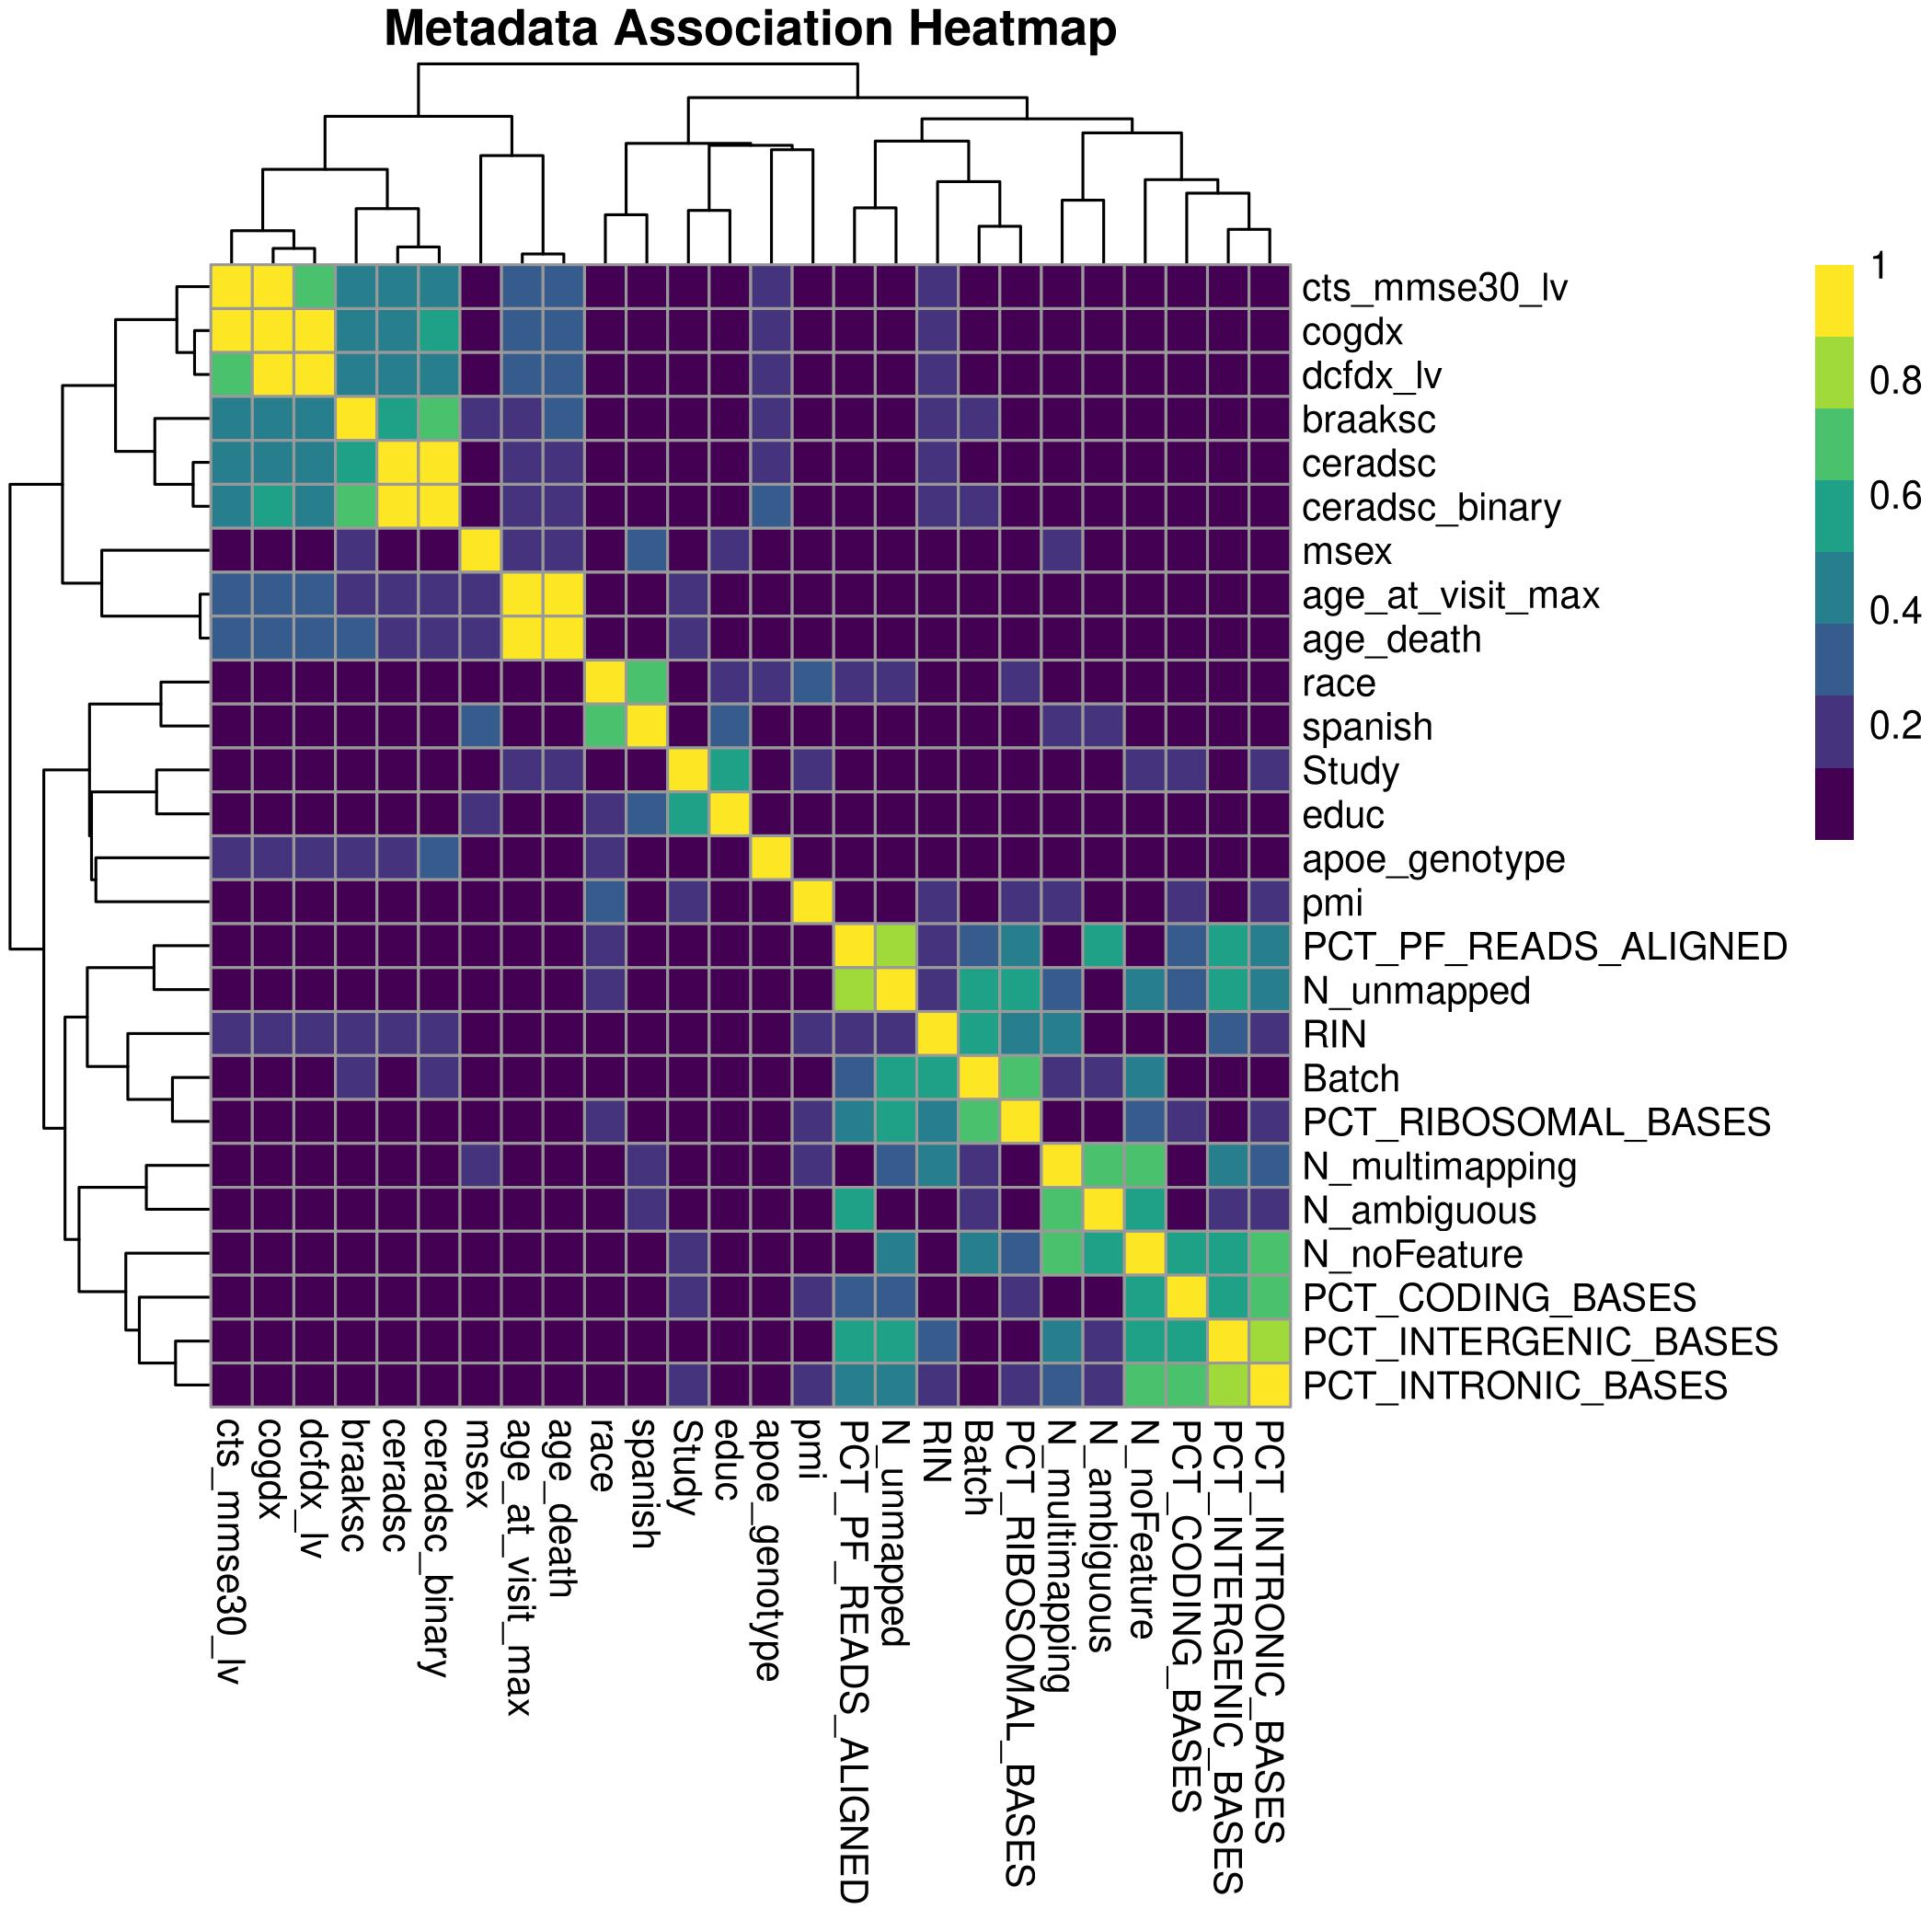 Metadata Association Heatmap
1
0.8
0.6
0.4
0.2
cts_mmse30_lv
cogdx
dcfdx_lv
braaksc
ceradsc
ceradsc_binary
msex
age_at_visit_max
age_death
race
spanish
Study
educ
apoe_genotype
pmi
PCT_PF_READS_ALIGNED
N_unmapped
RIN
Batch
PCT_RIBOSOMAL_BASES
N_multimapping
N_ambiguous
N_noFeature
PCT_CODING_BASES
PCT_INTERGENIC_BASES
PCT_INTRONIC_BASES
cts_mmse30_lv
cogdx
dcfdx_lv
braaksc
ceradsc
ceradsc_binary
msex
age_at_visit_max
age_death
race
spanish
Study
educ
apoe_genotype
pmi
PCT_PF_READS_ALIGNED
N_unmapped
RIN
Batch
PCT_RIBOSOMAL_BASES
N_multimapping
N_ambiguous
N_noFeature
PCT_CODING_BASES
PCT_INTERGENIC_BASES
PCT_INTRONIC_BASES